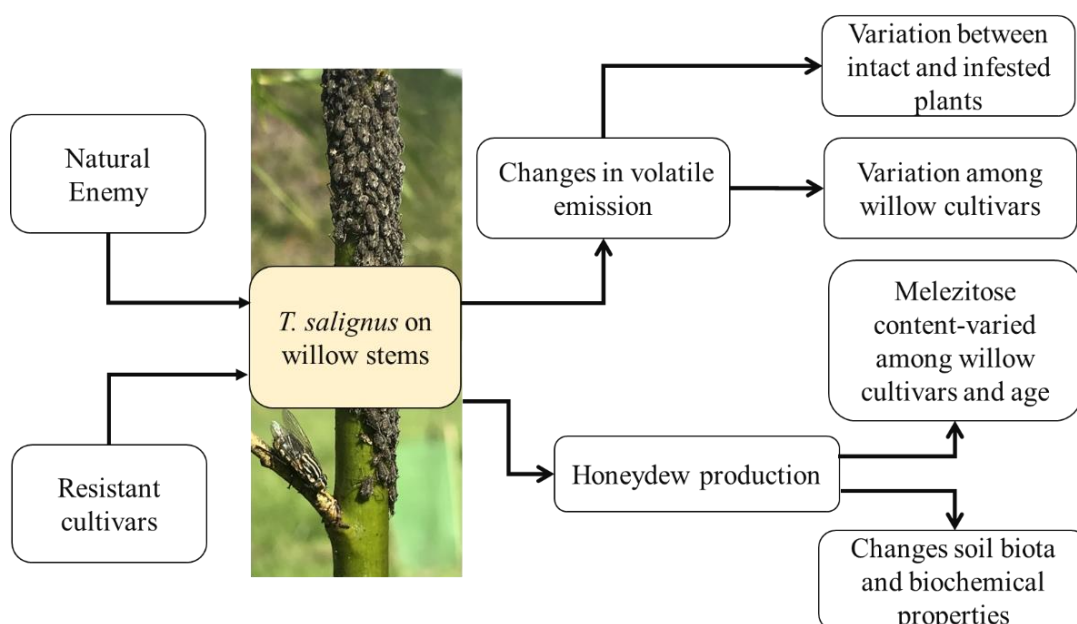 Natural
Enemy
Resistant
cultivars
T. salignus on
willow stems
Changes in volatile
emission
Variation between
intact and infested
plants
Variation among
willow cultivars
Honeydew production
Melezitose
content-varied
among willow
cultivars and age
Changes soil biota
and biochemical
properties